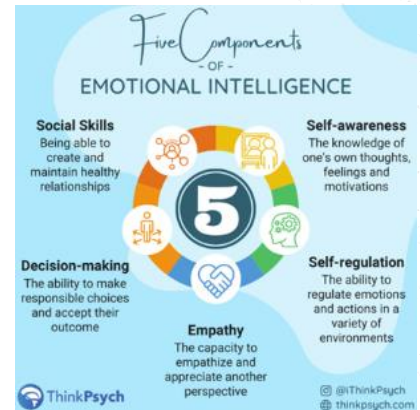 Five Components
- OF -
EMOTIONAL INTELLIGENCE
Social Skills
Being able to
create and
maintain healthy
relationships
Self-awareness
The knowledge of
one's own thoughts,
feelings and
motivations
5
Decision-making
The ability to make
responsible choices
and accept their
outcome
Self-regulation
The ability to
regulate emotions
and actions in a
variety of
environments
Empathy
The capacity to
empathize and
appreciate another
perspective
ThinkPsych
@iThinkPsych
thinkpsych.com